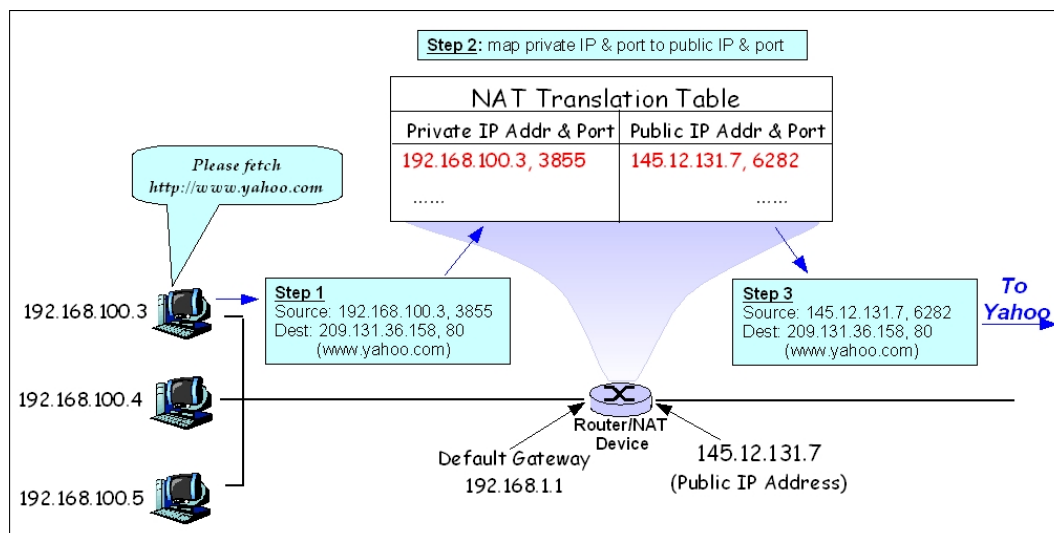 Step 2: map private IP & port to public IP & port
NAT Translation Table
Private IP Addr & Port
Public IP Addr & Port
192.168.100.3, 3855
145.12.131.7, 6282
......
......
Please fetch
http://www.yahoo.com
192.168.100.3
Step 1
Source: 192.168.100.3, 3855
Dest: 209.131.36.158, 80
(www.yahoo.com)
Step 3
Source: 145.12.131.7, 6282
Dest: 209.131.36.158, 80
(www.yahoo.com)
To
Yahoo
192.168.100.4
Router/NAT
Device
Default Gateway
192.168.1.1
145.12.131.7
(Public IP Address)
192.168.100.5